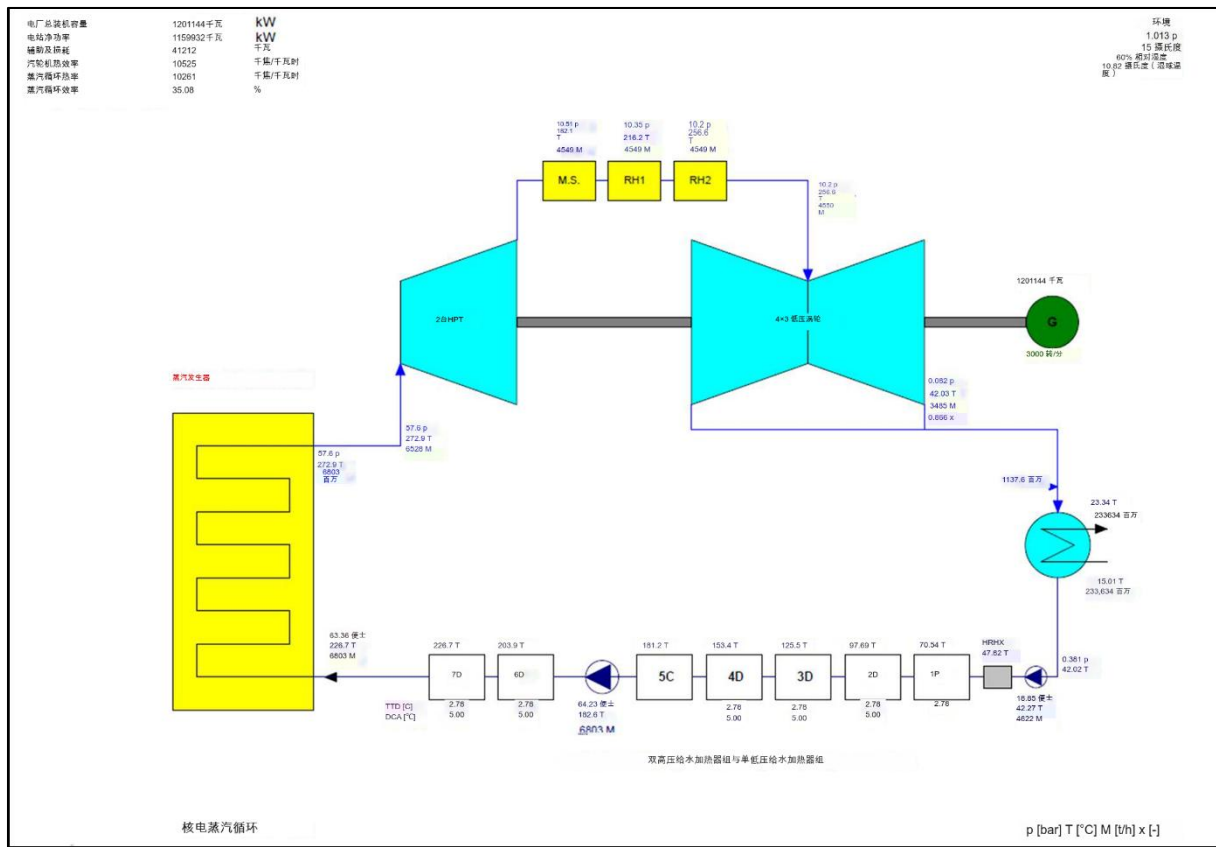 电厂总装机容量 1201144千瓦 kW
电站净功率 1159932千瓦 kW
辅助及损耗 41212 千瓦
汽轮机热效率 10525 千焦/千瓦时
蒸汽循环热率 10261 千焦/千瓦时
蒸汽循环效率 35.08 %
环境
1.013 p
15 摄氏度
60% 相对湿度
10.82 摄氏度（湿球温
度）
10.51 p
182.1
T
4549 M
10.35 p
216.2 T
4549 M
10.2 p
256.6
T
4549 M
M.S.
RH1
RH2
10.2 p
256.6
T
4550
M
2台HPT
4×3 低压涡轮
1201144 千瓦
G
3000 转/分
蒸汽发生器
57.6 p
272.9 T
6803
百万
57.6 p
272.9 T
6528 M
0.082 p
42.03 T
3485 M
0.866 x
1137.6 百万
23.34 T
233634 百万
15.01 T
233,634 百万
63.36 便士
226.7 T
6803 M
226.7 T
7D
203.9 T
6D
181.2 T
5C
153.4 T
4D
125.5 T
3D
97.69 T
2D
70.54 T
1P
HRHX
47.82 T
0.381 p
42.02 T
18.85 便士
42.27 T
4622 M
64.23 便士
182.6 T
6803 M
TTD [C] 2.78 2.78 2.78 2.78 2.78 2.78
DCA [°C] 5.00 5.00 5.00 5.00 5.00
双高压给水加热器组与单低压给水加热器组
核电蒸汽循环
p [bar] T [°C] M [t/h] x [-]